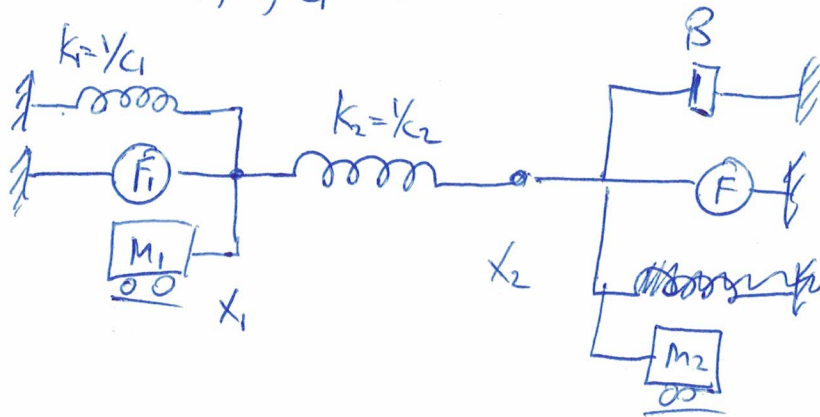 K₁=1/C₁
B
K₂=1/C₂
F₁
F
M₁
X₂
X₁
M₂